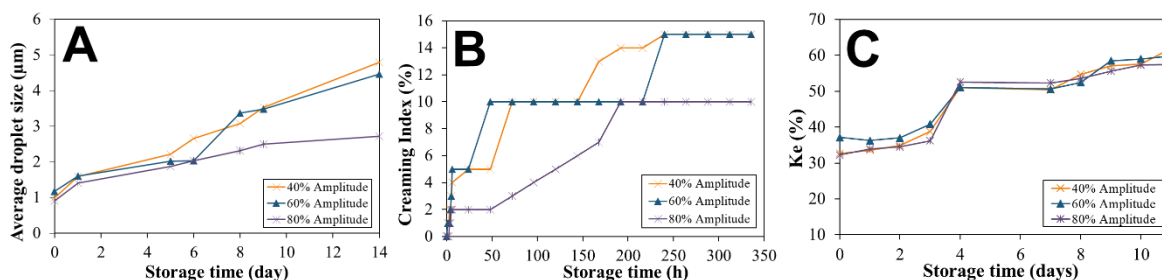 A
Average droplet size (µm)
6
5
4
3
2
1
0
0 2 4 6 8 10 12 14
Storage time (day)
40% Amplitude
60% Amplitude
80% Amplitude
B
Creaming Index (%)
16
14
12
10
8
6
4
2
0
0 50 100 150 200 250 300 350
Storage time (h)
40% Amplitude
60% Amplitude
80% Amplitude
C
Ke (%)
70
60
50
40
30
20
10
0
0 2 4 6 8 10
Storage time (days)
40% Amplitude
60% Amplitude
80% Amplitude